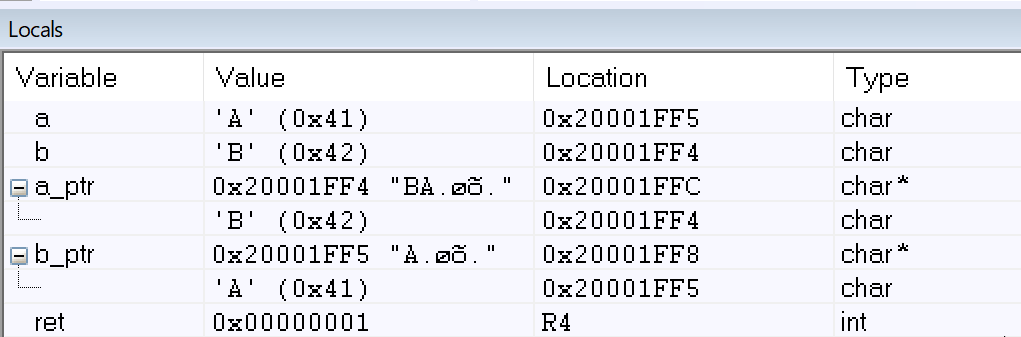 Locals
Variable Value Location Type
a 'A' (0x41) 0x20001FF5 char
b 'B' (0x42) 0x20001FF4 char
a_ptr 0x20001FF4 "BA.øõ." 0x20001FFC char*
'B' (0x42) 0x20001FF4 char
b_ptr 0x20001FF5 "A.øõ." 0x20001FF8 char*
'A' (0x41) 0x20001FF5 char
ret 0x00000001 R4 int